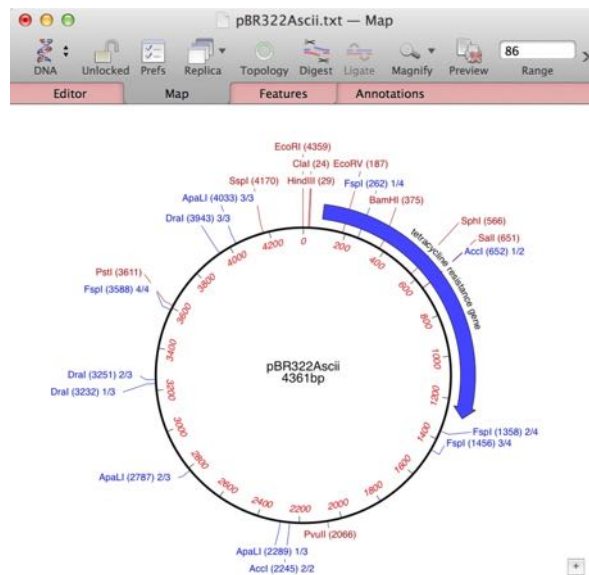 pBR322Ascii.txt — Map
DNA Unlocked Prefs Replica Topology Digest Ligate Magnify Preview 86 Range
Editor Map Features Annotations
EcoRI (4359)
ClaI (24) EcoRV (187)
SspI (4170) HindIII (29) FspI (262) 1/4
ApaLI (4033) 3/3 BamHI (375)
DraI (3943) 3/3
SphI (566)
SalI (651)
AccI (652) 1/2
tetracycline resistance gene
PstI (3611)
FspI (3588) 4/4
DraI (3251) 2/3
DraI (3232) 1/3
pBR322Ascii
4361bp
FspI (1358) 2/4
FspI (1456) 3/4
ApaLI (2787) 2/3
PvuII (2066)
ApaLI (2289) 1/3
AccI (2245) 2/2
0
200
400
600
800
1000
1200
1400
1600
1800
2000
2200
2400
2600
2800
3000
3200
3400
3600
3800
4000
4200